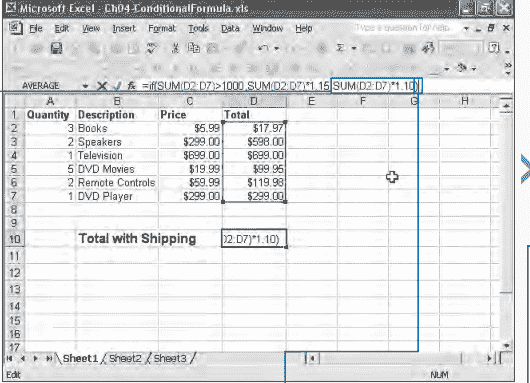 Microsoft Excel - Ch04-ConditionalFormula.xls
File Edit View Insert Format Tools Data Window Help Type a question for help
AVERAGE =if(SUM(D2:D7)>1000,SUM(D2:D7)*1.15,SUM(D2:D7)*1.10)
A B C D E F G H
1 Quantity Description Price Total
2 3 Books $5.99 $17.97
3 2 Speakers $299.00 $598.00
4 1 Television $699.00 $699.00
5 5 DVD Movies $19.99 $99.95
6 2 Remote Controls $59.99 $119.98
7 1 DVD Player $299.00 $299.00
8
9
10 Total with Shipping D2:D7)*1.10)
11
12
13
14
15
16
17
Sheet1 Sheet2 Sheet3
Edit NUM